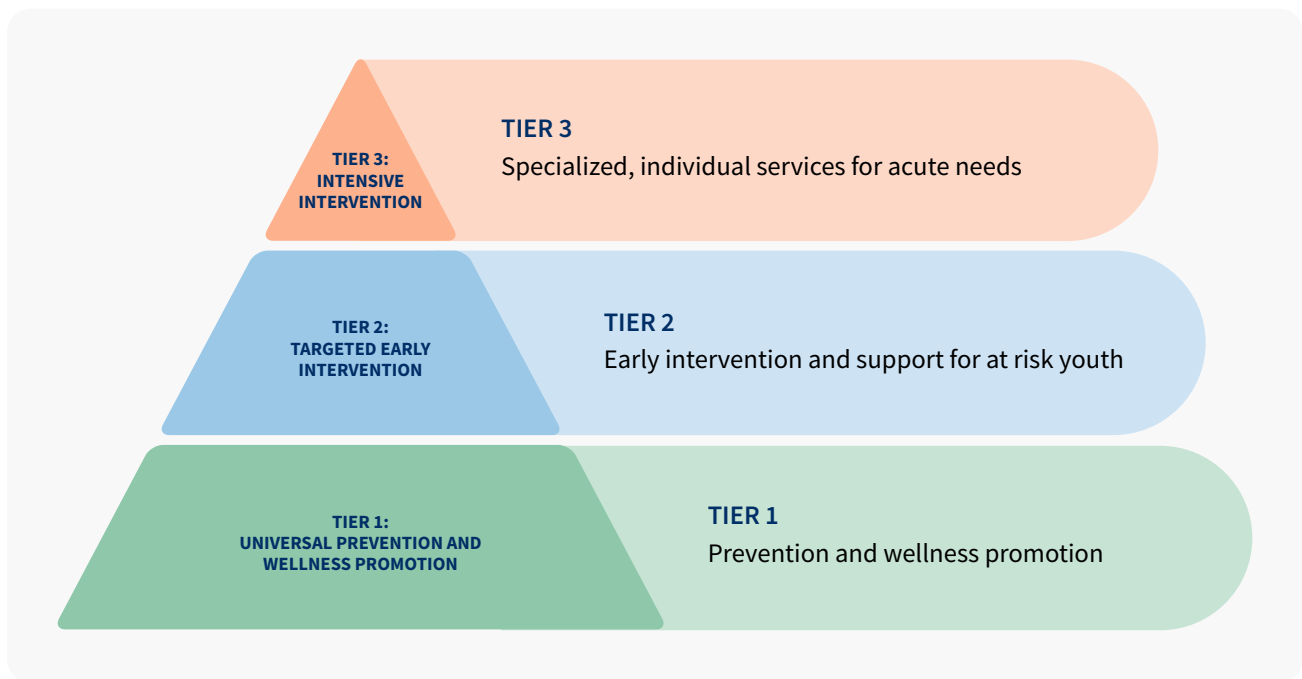 TIER 3:
INTENSIVE
INTERVENTION
TIER 3
Specialized, individual services for acute needs
TIER 2:
TARGETED EARLY
INTERVENTION
TIER 2
Early intervention and support for at risk youth
TIER 1:
UNIVERSAL PREVENTION AND
WELLNESS PROMOTION
TIER 1
Prevention and wellness promotion